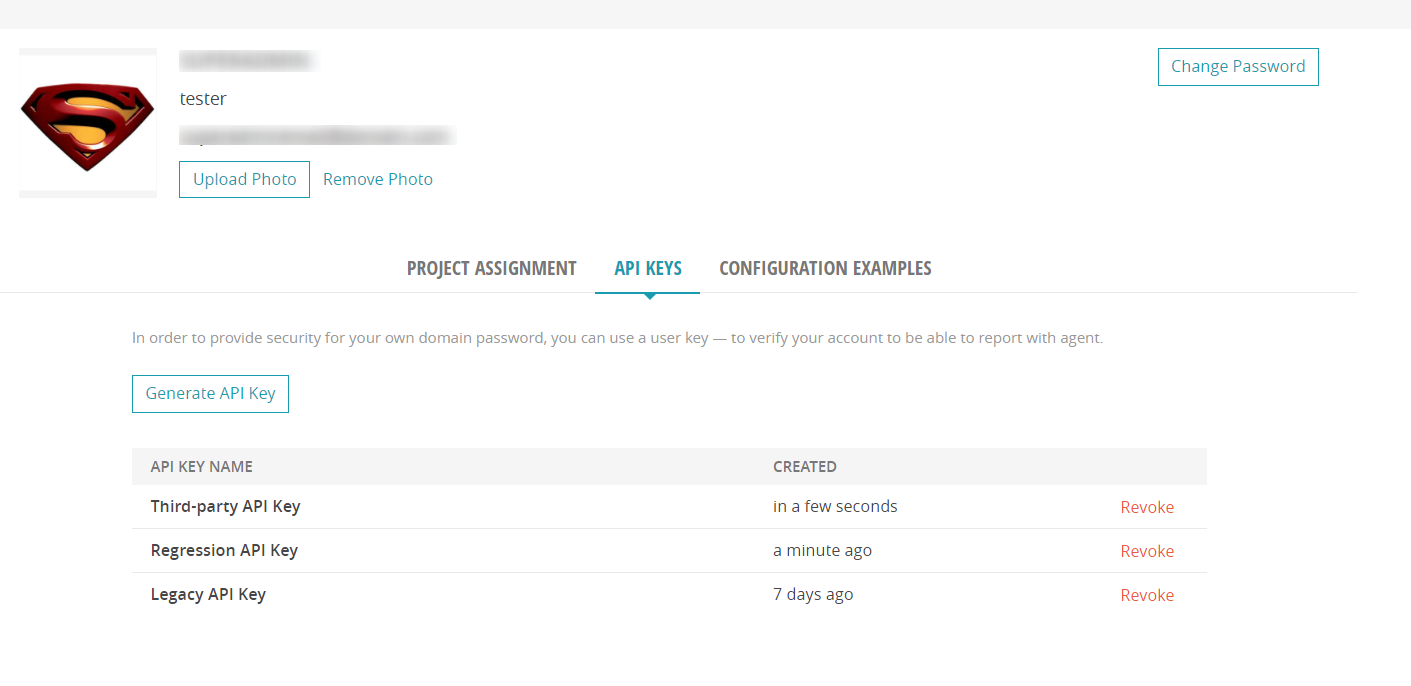 tester
Change Password
Upload Photo Remove Photo
PROJECT ASSIGNMENT API KEYS CONFIGURATION EXAMPLES
In order to provide security for your own domain password, you can use a user key — to verify your account to be able to report with agent.
Generate API Key
API KEY NAME CREATED
Third-party API Key in a few seconds Revoke
Regression API Key a minute ago Revoke
Legacy API Key 7 days ago Revoke